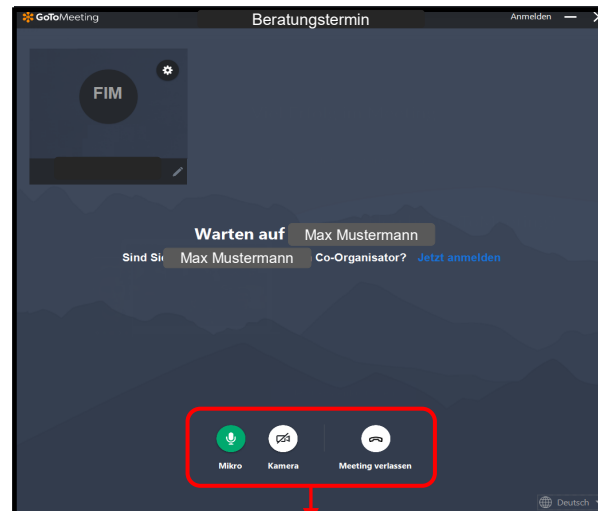 GoToMeeting Beratungstermin Anmelden
FIM
Warten auf Max Mustermann
Sind Sie Max Mustermann Co-Organisator? Jetzt anmelden
Mikro Kamera Meeting verlassen
Deutsch